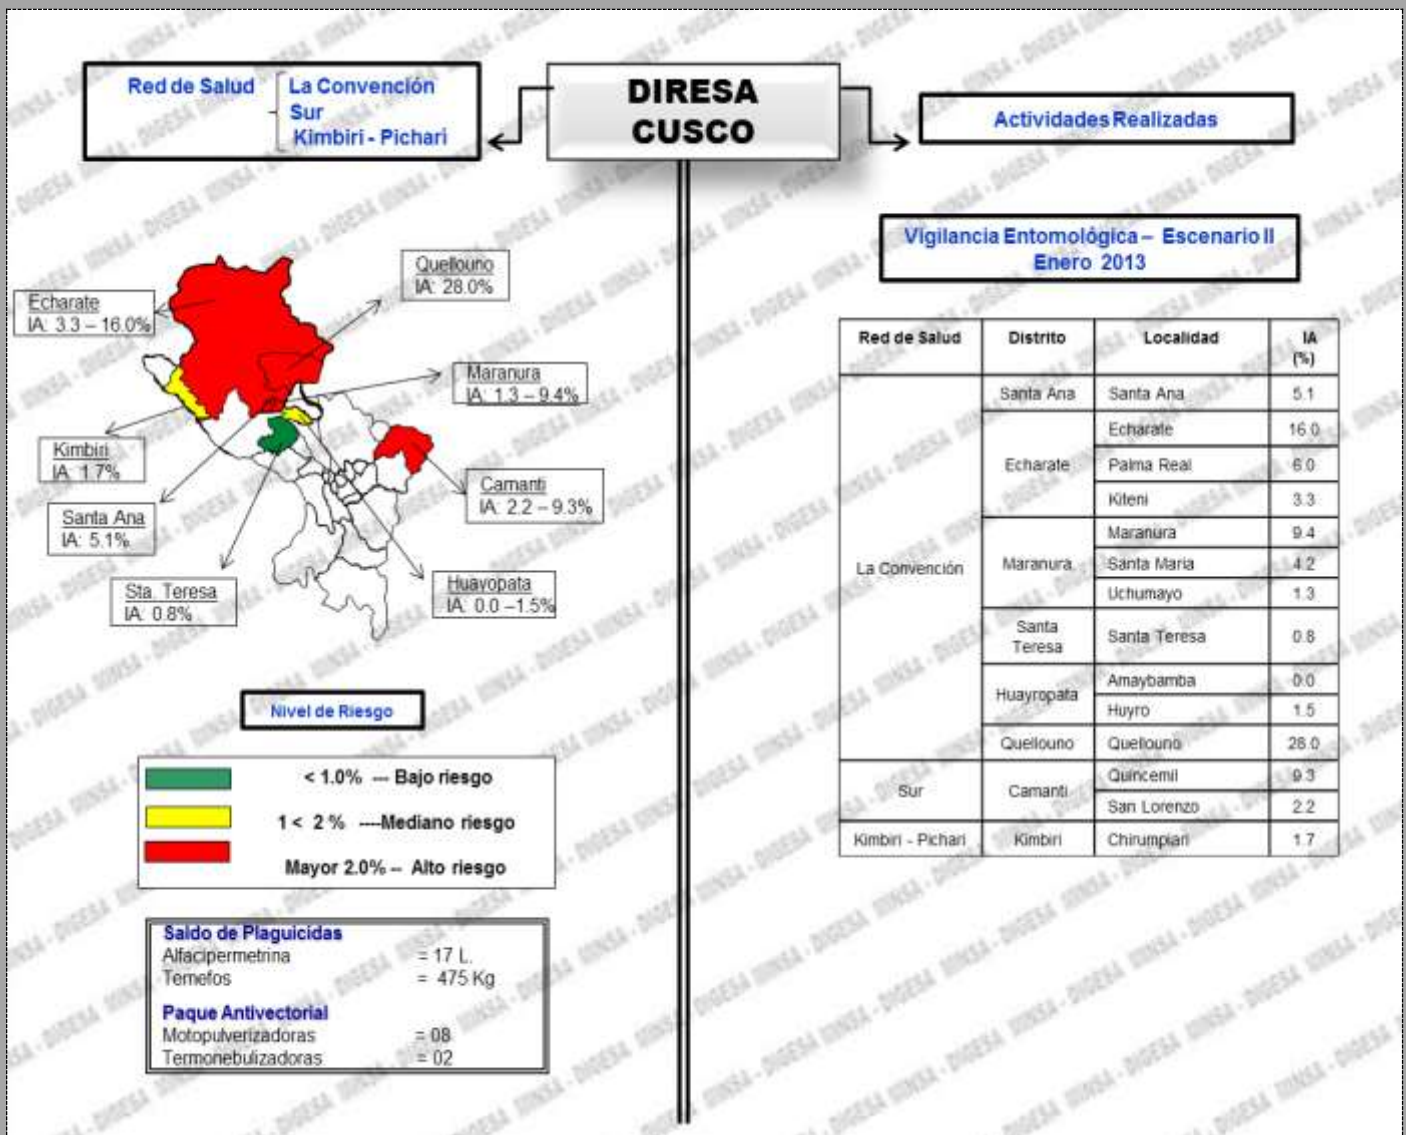 DIRESA
CUSCO
Red de Salud
La Convención
Sur
Kimbiri - Pichari
Actividades Realizadas
Vigilancia Entomológica – Escenario II
Enero 2013
Quellouno
IA: 28.0%
Echarate
IA: 3.3 – 16.0%
Maranura
IA: 1.3 – 9.4%
Kimbiri
IA: 1.7%
Camanti
IA: 2.2 – 9.3%
Santa Ana
IA: 5.1%
Sta. Teresa
IA: 0.8%
Huayopata
IA: 0.0 –1.5%
Nivel de Riesgo
< 1.0% --- Bajo riesgo
1 < 2 % ----Mediano riesgo
Mayor 2.0% -- Alto riesgo
Saldo de Plaguicidas
Alfacipermetrina = 17 L.
Temefos = 475 Kg
Paque Antivectorial
Motopulverizadoras = 08
Termonebulizadoras = 02
Red de Salud Distrito Localidad IA
(%)
La Convención
Santa Ana Santa Ana 5.1
Echarate
Echarate 16.0
Palma Real 6.0
Kiteni 3.3
Maranura
Maranura 9.4
Santa Maria 4.2
Uchumayo 1.3
Santa
Teresa
Santa Teresa 0.8
Huayropata
Amaybamba 0.0
Huyro 1.5
Quellouno Quellouno 28.0
Sur Camanti
Quincemil 9.3
San Lorenzo 2.2
Kimbiri - Pichari Kimbiri Chirumpiari 1.7